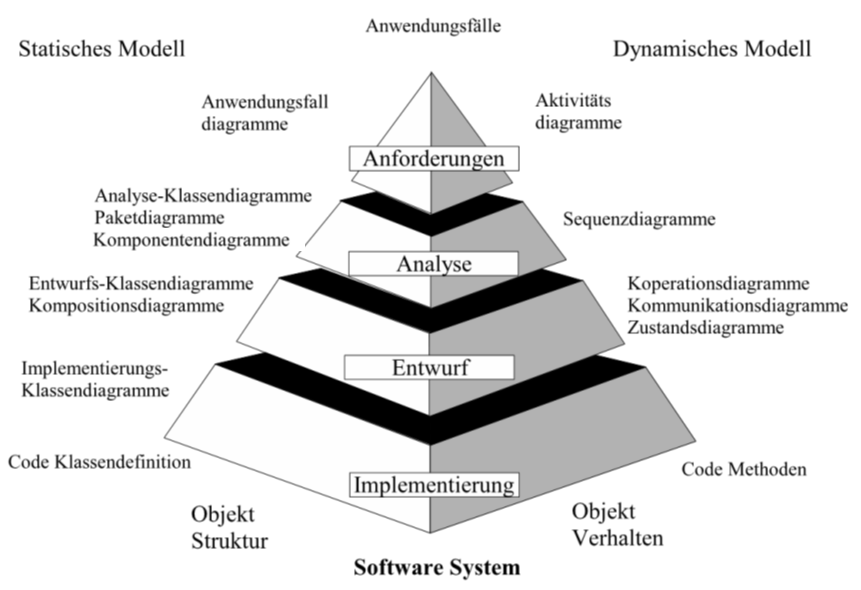 Anwendungsfälle
Statisches Modell
Dynamisches Modell
Anwendungsfall
diagramme
Aktivitäts
diagramme
Anforderungen
Analyse-Klassendiagramme
Paketdiagramme
Komponentendiagramme
Sequenzdiagramme
Analyse
Entwurfs-Klassendiagramme
Kompositionsdiagramme
Koperationsdiagramme
Kommunikationsdiagramme
Zustandsdiagramme
Entwurf
Implementierungs-
Klassendiagramme
Code Klassendefinition
Code Methoden
Implementierung
Objekt
Struktur
Objekt
Verhalten
Software System